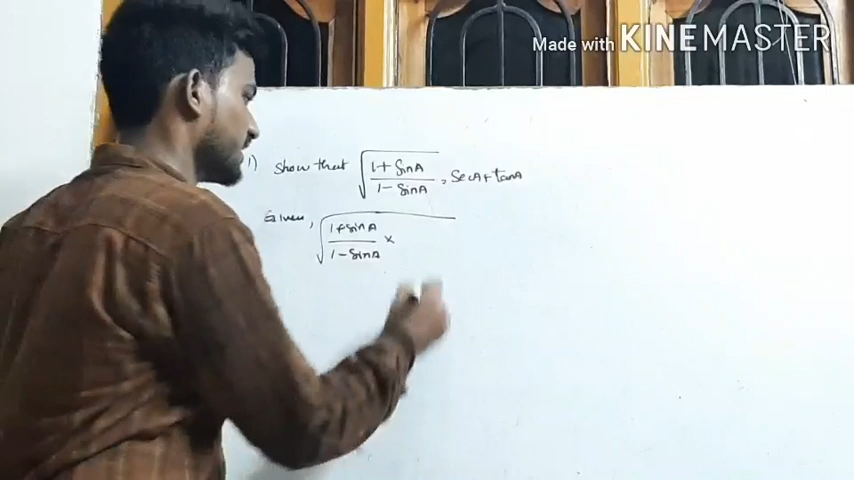 Made with KINEMASTER
1) Show that √(1 + SinA / 1 - SinA) = SecA + tanA
Given, √(1 + sinA / 1 - SinA ×